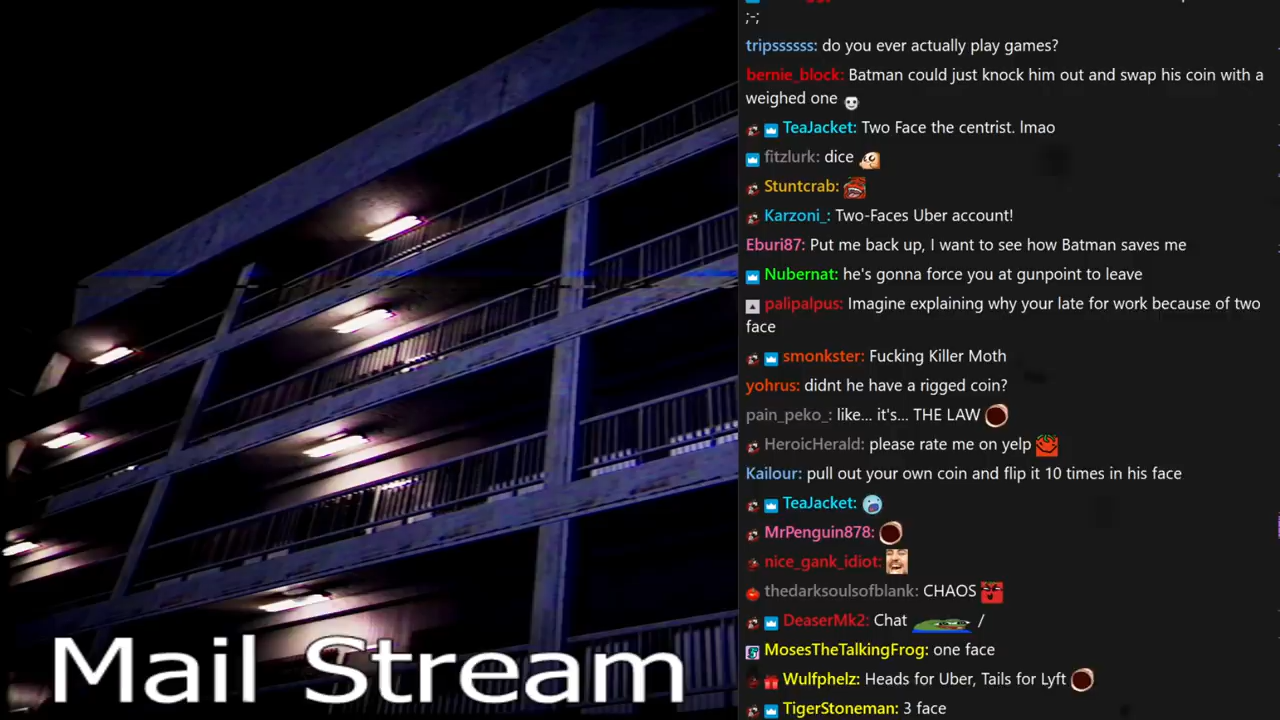 ;-;
tripssssss: do you ever actually play games?
bernie_block: Batman could just knock him out and swap his coin with a
weighed one
TeaJacket: Two Face the centrist. lmao
fitzlurk: dice
Stuntcrab:
Karzoni_: Two-Faces Uber account!
Eburi87: Put me back up, I want to see how Batman saves me
Nubernat: he's gonna force you at gunpoint to leave
palipalpus: Imagine explaining why your late for work because of two
face
smonkster: Fucking Killer Moth
yohrus: didnt he have a rigged coin?
pain_peko_: like... it's... THE LAW
HeroicHerald: please rate me on yelp
Kailour: pull out your own coin and flip it 10 times in his face
TeaJacket:
MrPenguin878:
nice_gank_idiot:
thedarksoulsofblank: CHAOS
DeaserMk2: Chat /
MosesTheTalkingFrog: one face
Wulfphelz: Heads for Uber, Tails for Lyft
TigerStoneman: 3 face
Mail Stream